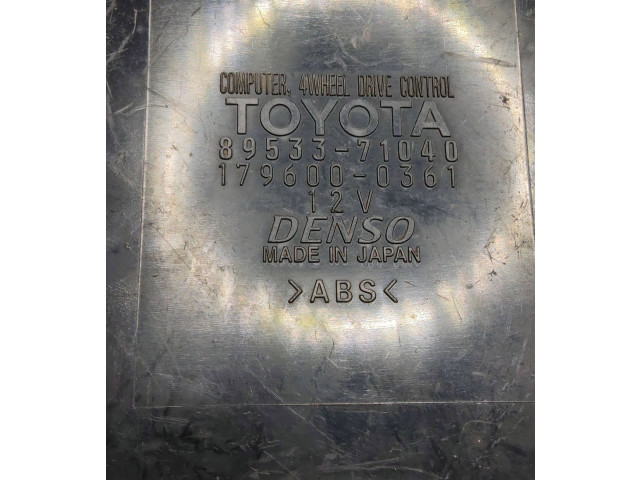 COMPUTER, 4WHEEL DRIVE CONTROL
TOYOTA
89533-71040
179600-0361
12V
DENSO
MADE IN JAPAN
>ABS<